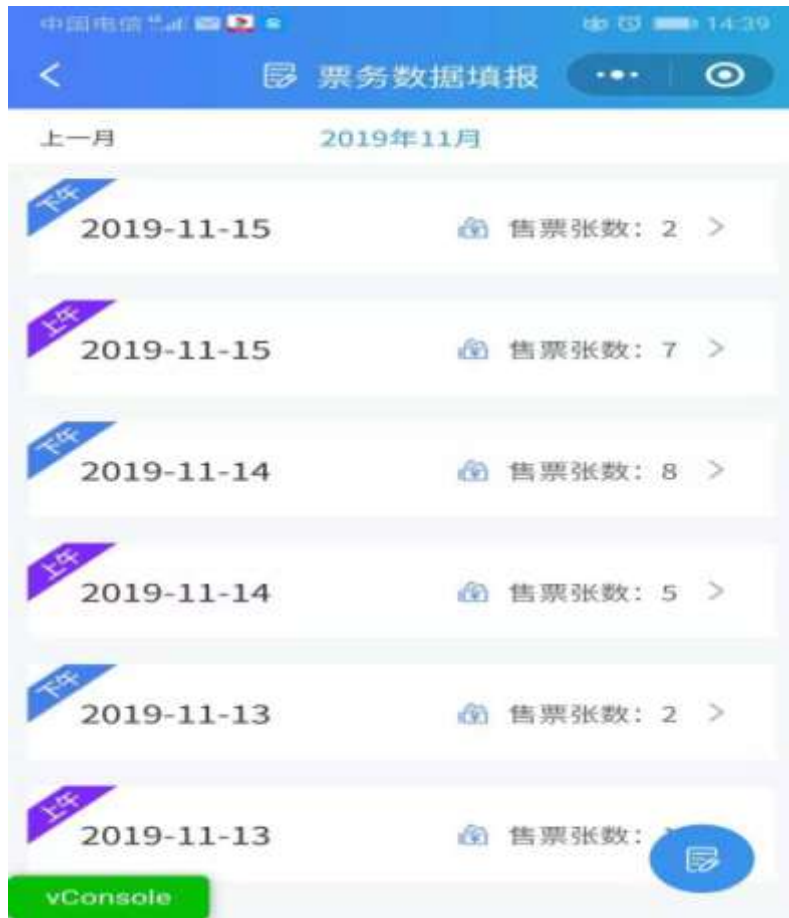 中国电信 14:39
票务数据填报
上一月 2019年11月
下午
2019-11-15 售票张数: 2 >
上午
2019-11-15 售票张数: 7 >
下午
2019-11-14 售票张数: 8 >
上午
2019-11-14 售票张数: 5 >
下午
2019-11-13 售票张数: 2 >
上午
2019-11-13 售票张数:
vConsole